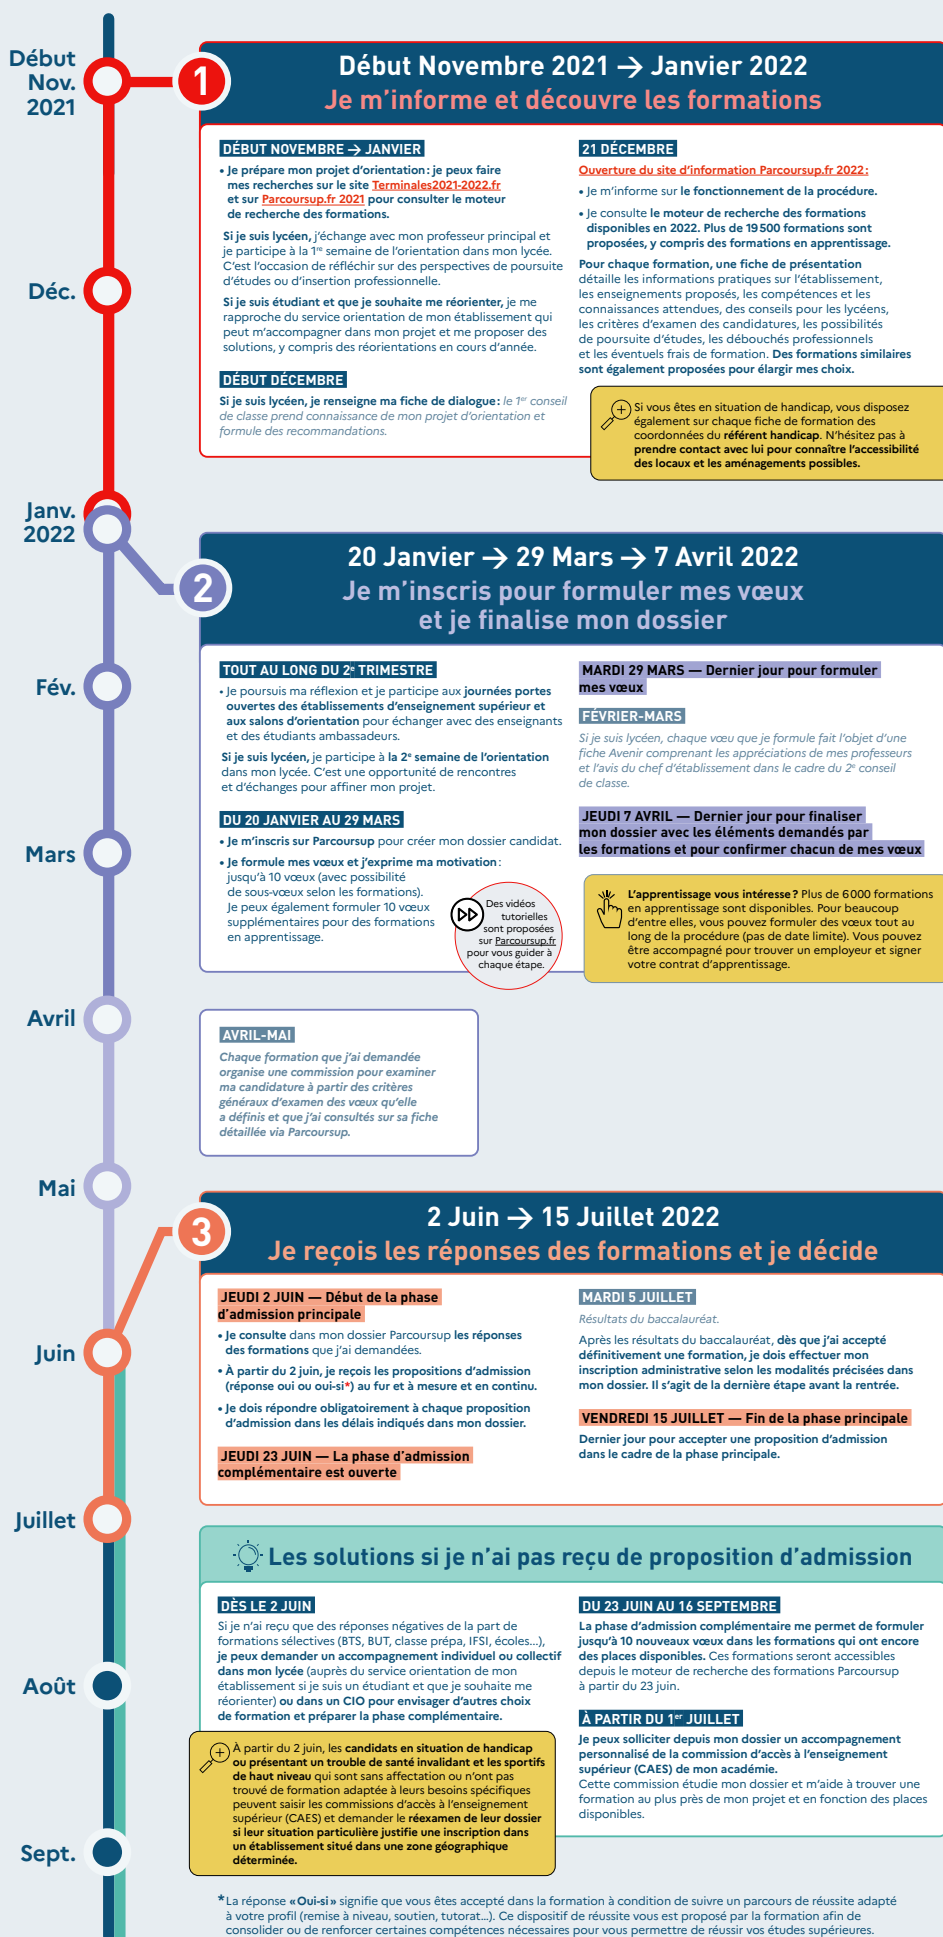 Début
Nov.
2021
Déc.
Janv.
2022
Fév.
Mars
Avril
Mai
Juin
Juillet
Août
Sept.
1
Début Novembre 2021 → Janvier 2022
Je m’informe et découvre les formations
DÉBUT NOVEMBRE → JANVIER
• Je prépare mon projet d’orientation : je peux faire
mes recherches sur le site Terminales2021-2022.fr
et sur Parcoursup.fr 2021 pour consulter le moteur
de recherche des formations.
Si je suis lycéen, j’échange avec mon professeur principal et
je participe à la 1re semaine de l’orientation dans mon lycée.
C’est l’occasion de réfléchir sur des perspectives de poursuite
d’études ou d’insertion professionnelle.
Si je suis étudiant et que je souhaite me réorienter, je me
rapproche du service orientation de mon établissement qui
peut m’accompagner dans mon projet et me proposer des
solutions, y compris des réorientations en cours d’année.
DÉBUT DÉCEMBRE
Si je suis lycéen, je renseigne ma fiche de dialogue : le 1er conseil
de classe prend connaissance de mon projet d’orientation et
formule des recommandations.
21 DÉCEMBRE
Ouverture du site d’information Parcoursup.fr 2022 :
• Je m’informe sur le fonctionnement de la procédure.
• Je consulte le moteur de recherche des formations
disponibles en 2022. Plus de 19 500 formations sont
proposées, y compris des formations en apprentissage.
Pour chaque formation, une fiche de présentation
détaille les informations pratiques sur l’établissement,
les enseignements proposés, les compétences et les
connaissances attendues, des conseils pour les lycéens,
les critères d’examen des candidatures, les possibilités
de poursuite d’études, les débouchés professionnels
et les éventuels frais de formation. Des formations similaires
sont également proposées pour élargir mes choix.
Si vous êtes en situation de handicap, vous disposez
également sur chaque fiche de formation des
coordonnées du référent handicap. N’hésitez pas à
prendre contact avec lui pour connaître l’accessibilité
des locaux et les aménagements possibles.
2
20 Janvier → 29 Mars → 7 Avril 2022
Je m’inscris pour formuler mes vœux
et je finalise mon dossier
TOUT AU LONG DU 2e TRIMESTRE
• Je poursuis ma réflexion et je participe aux journées portes
ouvertes des établissements d’enseignement supérieur et
aux salons d’orientation pour échanger avec des enseignants
et des étudiants ambassadeurs.
Si je suis lycéen, je participe à la 2e semaine de l’orientation
dans mon lycée. C’est une opportunité de rencontres
et d’échanges pour affiner mon projet.
DU 20 JANVIER AU 29 MARS
• Je m’inscris sur Parcoursup pour créer mon dossier candidat.
• Je formule mes vœux et j’exprime ma motivation :
jusqu’à 10 vœux (avec possibilité
de sous-vœux selon les formations).
Je peux également formuler 10 vœux
supplémentaires pour des formations
en apprentissage.
Des vidéos
tutorielles
sont proposées
sur Parcoursup.fr
pour vous guider à
chaque étape.
MARDI 29 MARS — Dernier jour pour formuler
mes vœux
FÉVRIER-MARS
Si je suis lycéen, chaque vœu que je formule fait l’objet d’une
fiche Avenir comprenant les appréciations de mes professeurs
et l’avis du chef d’établissement dans le cadre du 2e conseil
de classe.
JEUDI 7 AVRIL — Dernier jour pour finaliser
mon dossier avec les éléments demandés par
les formations et pour confirmer chacun de mes vœux
L’apprentissage vous intéresse ? Plus de 6 000 formations
en apprentissage sont disponibles. Pour beaucoup
d’entre elles, vous pouvez formuler des vœux tout au
long de la procédure (pas de date limite). Vous pouvez
être accompagné pour trouver un employeur et signer
votre contrat d’apprentissage.
AVRIL-MAI
Chaque formation que j’ai demandée
organise une commission pour examiner
ma candidature à partir des critères
généraux d’examen des vœux qu’elle
a définis et que j’ai consultés sur sa fiche
détaillée via Parcoursup.
3
2 Juin → 15 Juillet 2022
Je reçois les réponses des formations et je décide
JEUDI 2 JUIN — Début de la phase
d’admission principale
• Je consulte dans mon dossier Parcoursup les réponses
des formations que j’ai demandées.
• À partir du 2 juin, je reçois les propositions d’admission
(réponse oui ou oui-si*) au fur et à mesure et en continu.
• Je dois répondre obligatoirement à chaque proposition
d’admission dans les délais indiqués dans mon dossier.
JEUDI 23 JUIN — La phase d’admission
complémentaire est ouverte
MARDI 5 JUILLET
Résultats du baccalauréat.
Après les résultats du baccalauréat, dès que j’ai accepté
définitivement une formation, je dois effectuer mon
inscription administrative selon les modalités précisées dans
mon dossier. Il s’agit de la dernière étape avant la rentrée.
VENDREDI 15 JUILLET — Fin de la phase principale
Dernier jour pour accepter une proposition d’admission
dans le cadre de la phase principale.
Les solutions si je n’ai pas reçu de proposition d’admission
DÈS LE 2 JUIN
Si je n’ai reçu que des réponses négatives de la part de
formations sélectives (BTS, BUT, classe prépa, IFSI, écoles…),
je peux demander un accompagnement individuel ou collectif
dans mon lycée (auprès du service orientation de mon
établissement si je suis un étudiant et que je souhaite me
réorienter) ou dans un CIO pour envisager d’autres choix
de formation et préparer la phase complémentaire.
À partir du 2 juin, les candidats en situation de handicap
ou présentant un trouble de santé invalidant et les sportifs
de haut niveau qui sont sans affectation ou n’ont pas
trouvé de formation adaptée à leurs besoins spécifiques
peuvent saisir les commissions d’accès à l’enseignement
supérieur (CAES) et demander le réexamen de leur dossier
si leur situation particulière justifie une inscription dans
un établissement situé dans une zone géographique
déterminée.
DU 23 JUIN AU 16 SEPTEMBRE
La phase d’admission complémentaire me permet de formuler
jusqu’à 10 nouveaux vœux dans les formations qui ont encore
des places disponibles. Ces formations seront accessibles
depuis le moteur de recherche des formations Parcoursup
à partir du 23 juin.
À PARTIR DU 1er JUILLET
Je peux solliciter depuis mon dossier un accompagnement
personnalisé de la commission d’accès à l’enseignement
supérieur (CAES) de mon académie.
Cette commission étudie mon dossier et m’aide à trouver une
formation au plus près de mon projet et en fonction des places
disponibles.
*La réponse « Oui-si » signifie que vous êtes accepté dans la formation à condition de suivre un parcours de réussite adapté
à votre profil (remise à niveau, soutien, tutorat…). Ce dispositif de réussite vous est proposé par la formation afin de
consolider ou de renforcer certaines compétences nécessaires pour vous permettre de réussir vos études supérieures.